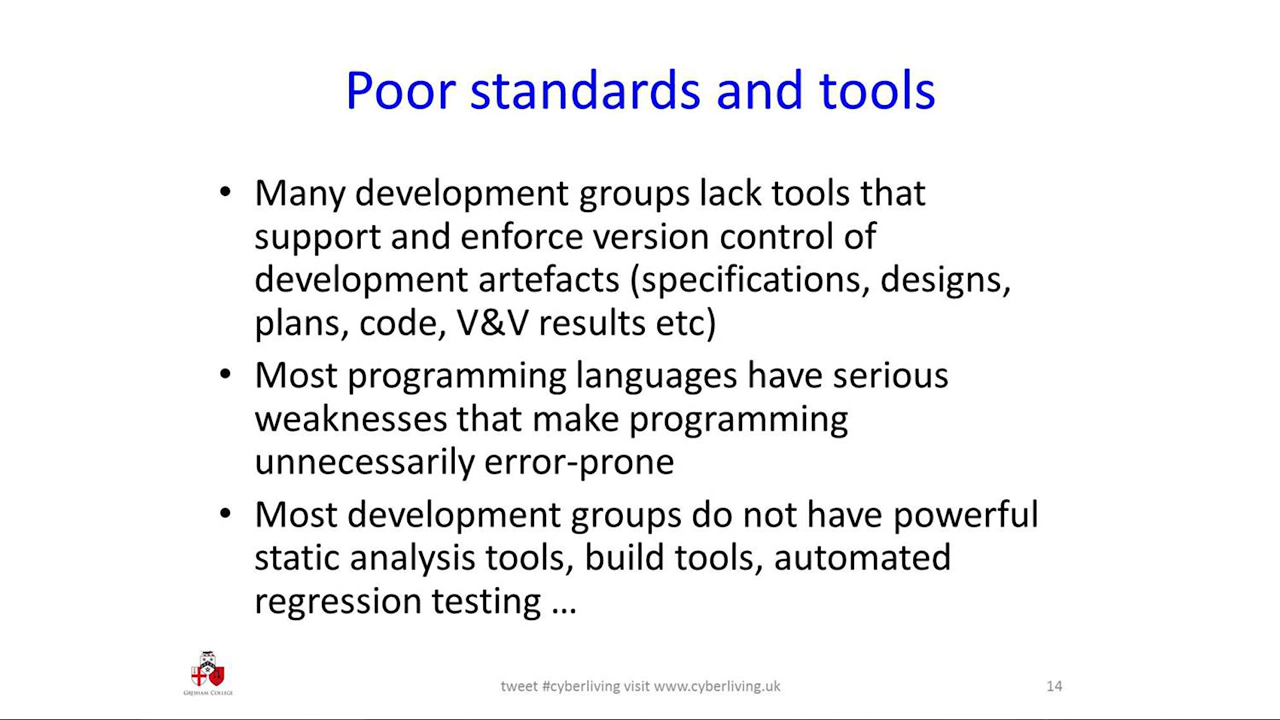 Poor standards and tools
• Many development groups lack tools that
support and enforce version control of
development artefacts (specifications, designs,
plans, code, V&V results etc)
• Most programming languages have serious
weaknesses that make programming
unnecessarily error-prone
• Most development groups do not have powerful
static analysis tools, build tools, automated
regression testing ...
GRESHAM COLLEGE
tweet #cyberliving visit www.cyberliving.uk
14